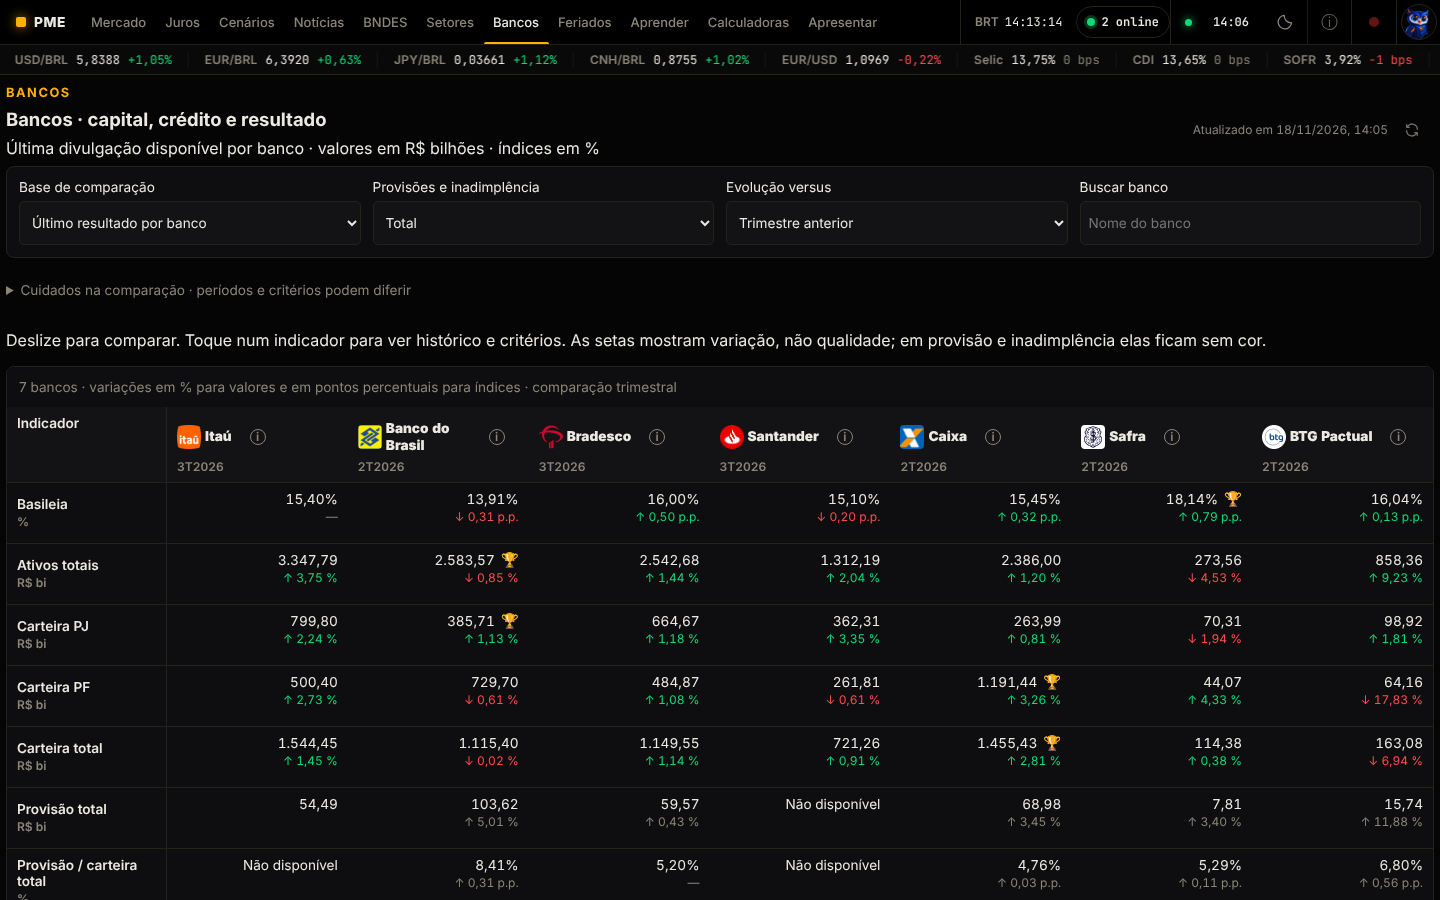 PME Mercado Juros Cenários Notícias BNDES Setores Bancos Feriados Aprender Calculadoras Apresentar BRT 14:13:14 2 online 14:06
USD/BRL 5,8388 +1,05% EUR/BRL 6,3920 +0,63% JPY/BRL 0,03661 +1,12% CNH/BRL 0,8755 +1,02% EUR/USD 1,0969 -0,22% Selic 13,75% 0 bps CDI 13,65% 0 bps SOFR 3,92% -1 bps
BANCOS
Bancos · capital, crédito e resultado
Última divulgação disponível por banco · valores em R$ bilhões · índices em %
Atualizado em 18/11/2026, 14:05
Base de comparação Provisões e inadimplência Evolução versus Buscar banco
Último resultado por banco Total Trimestre anterior Nome do banco
Cuidados na comparação · períodos e critérios podem diferir
Deslize para comparar. Toque num indicador para ver histórico e critérios. As setas mostram variação, não qualidade; em provisão e inadimplência elas ficam sem cor.
7 bancos · variações em % para valores e em pontos percentuais para índices · comparação trimestral
Indicador itaú Itaú Banco do Brasil Bradesco Santander Caixa Safra btg BTG Pactual
3T2026 2T2026 3T2026 3T2026 2T2026 2T2026 2T2026
Basileia 15,40% 13,91% 16,00% 15,10% 15,45% 18,14% 🏆 16,04%
% — ↓ 0,31 p.p. ↑ 0,50 p.p. ↓ 0,20 p.p. ↑ 0,32 p.p. ↑ 0,79 p.p. ↑ 0,13 p.p.
Ativos totais 3.347,79 2.583,57 🏆 2.542,68 1.312,19 2.386,00 273,56 858,36
R$ bi ↑ 3,75 % ↓ 0,85 % ↑ 1,44 % ↑ 2,04 % ↑ 1,20 % ↓ 4,53 % ↑ 9,23 %
Carteira PJ 799,80 385,71 🏆 664,67 362,31 263,99 70,31 98,92
R$ bi ↑ 2,24 % ↑ 1,13 % ↑ 1,18 % ↑ 3,35 % ↑ 0,81 % ↓ 1,94 % ↑ 1,81 %
Carteira PF 500,40 729,70 484,87 261,81 1.191,44 🏆 44,07 64,16
R$ bi ↑ 2,73 % ↓ 0,61 % ↑ 1,08 % ↓ 0,61 % ↑ 3,26 % ↑ 4,33 % ↓ 17,83 %
Carteira total 1.544,45 1.115,40 1.149,55 721,26 1.455,43 🏆 114,38 163,08
R$ bi ↑ 1,45 % ↓ 0,02 % ↑ 1,14 % ↑ 0,91 % ↑ 2,81 % ↑ 0,38 % ↓ 6,94 %
Provisão total 54,49 103,62 59,57 Não disponível 68,98 7,81 15,74
R$ bi ↑ 5,01 % ↑ 0,43 % ↑ 3,45 % ↑ 3,40 % ↑ 11,88 %
Provisão / carteira total Não disponível 8,41% 5,20% Não disponível 4,76% 5,29% 6,80%
% ↑ 0,31 p.p. — ↑ 0,03 p.p. ↑ 0,11 p.p. ↑ 0,56 p.p.